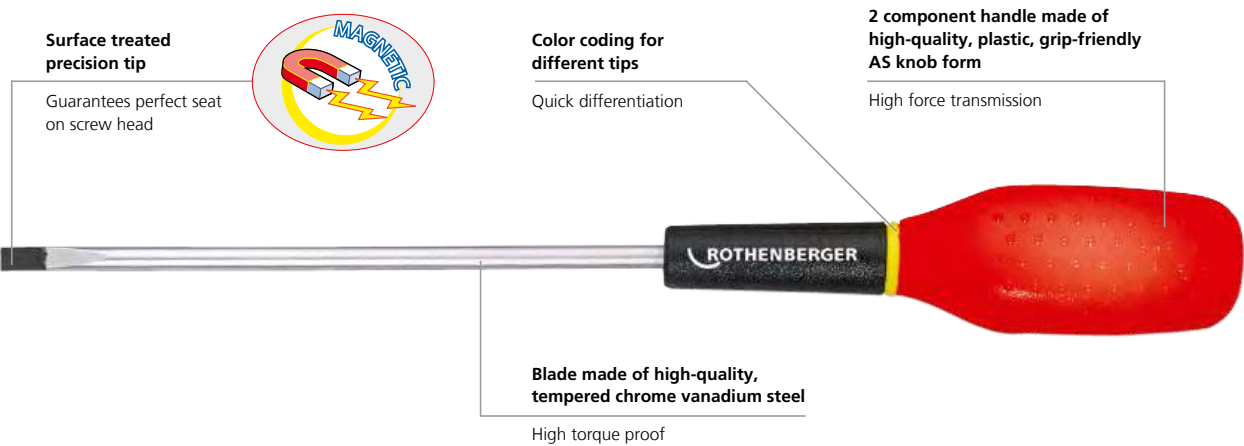 Surface treated
precision tip
Guarantees perfect seat
on screw head
MAGNETIC
Color coding for
different tips
Quick differentiation
2 component handle made of
high-quality, plastic, grip-friendly
AS knob form
High force transmission
ROTHENBERGER
Blade made of high-quality,
tempered chrome vanadium steel
High torque proof